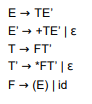 E → TE'
E' → +TE' | ε
T → FT'
T' → *FT' | ε
F → (E) | id